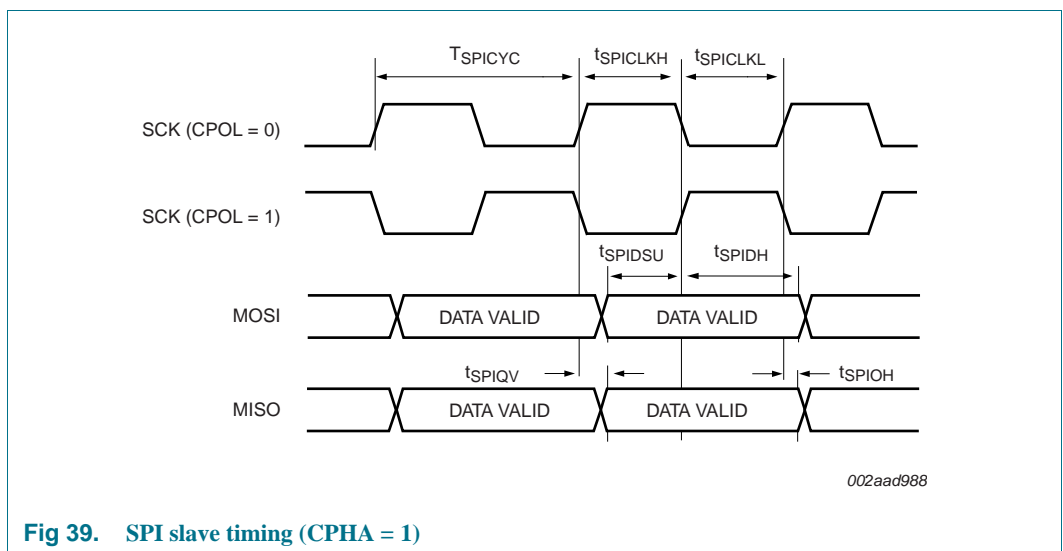 TSPICYC tSPICLKH tSPICLKL
SCK (CPOL = 0)
SCK (CPOL = 1)
tSPIDSU tSPIDH
MOSI DATA VALID DATA VALID
tSPIQV tSPIOH
MISO DATA VALID DATA VALID
002aad988
Fig 39. SPI slave timing (CPHA = 1)